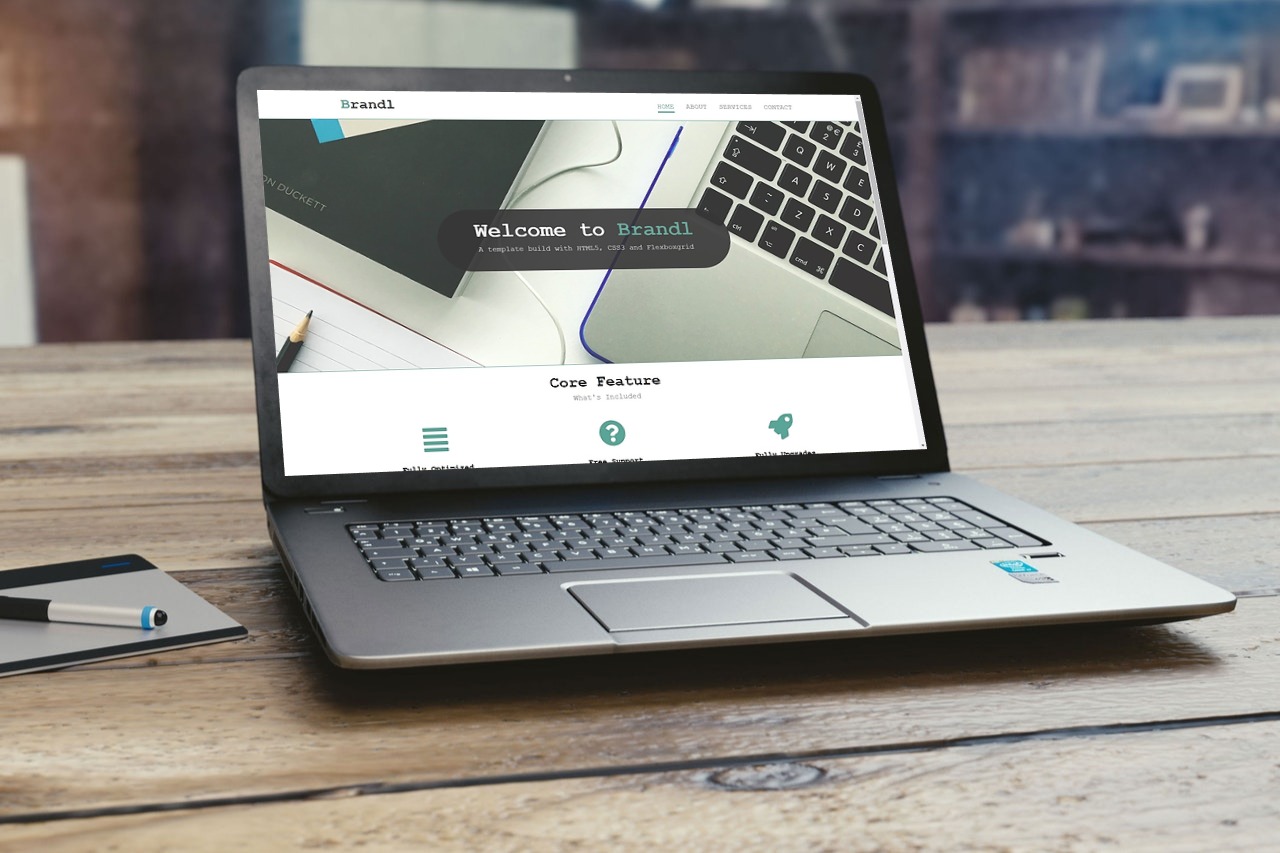 Brandl
HOME ABOUT SERVICES CONTACT
ON DUCKETT
Welcome to Brandl
A template build with HTML5, CSS3 and Flexboxgrid
Q W E
A S D
Z X C
cmd
Core Feature
What's included
Fully Optimized
Free Support
Fully Upgrades